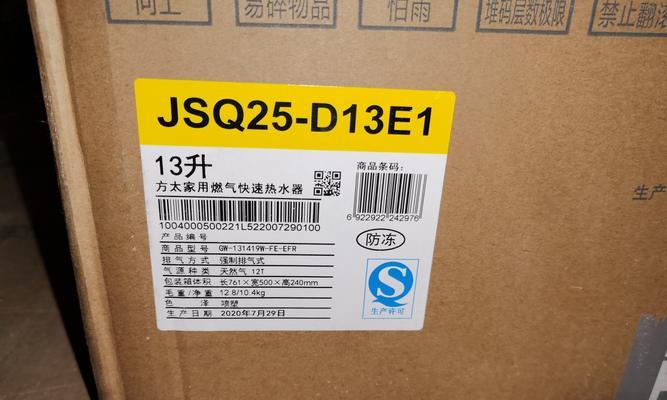 向上
易碎物品
怕雨
堆码层数极限
禁止翻滚
JSQ25-D13E1
13升
方太家用燃气快速热水器
商品条码:
6 922922 242976
1004000500221L522007290100
产品编号
商品型号 GW-131419W-FE-EFR
防冻
排气方式 强制排气式
气源种类 天然气 12T
包装箱体积 长761×宽500×高240mm
毛重/净重 12.8/10.4kg
色泽 喷塑
生产日期 2020年7月29日
生产许可